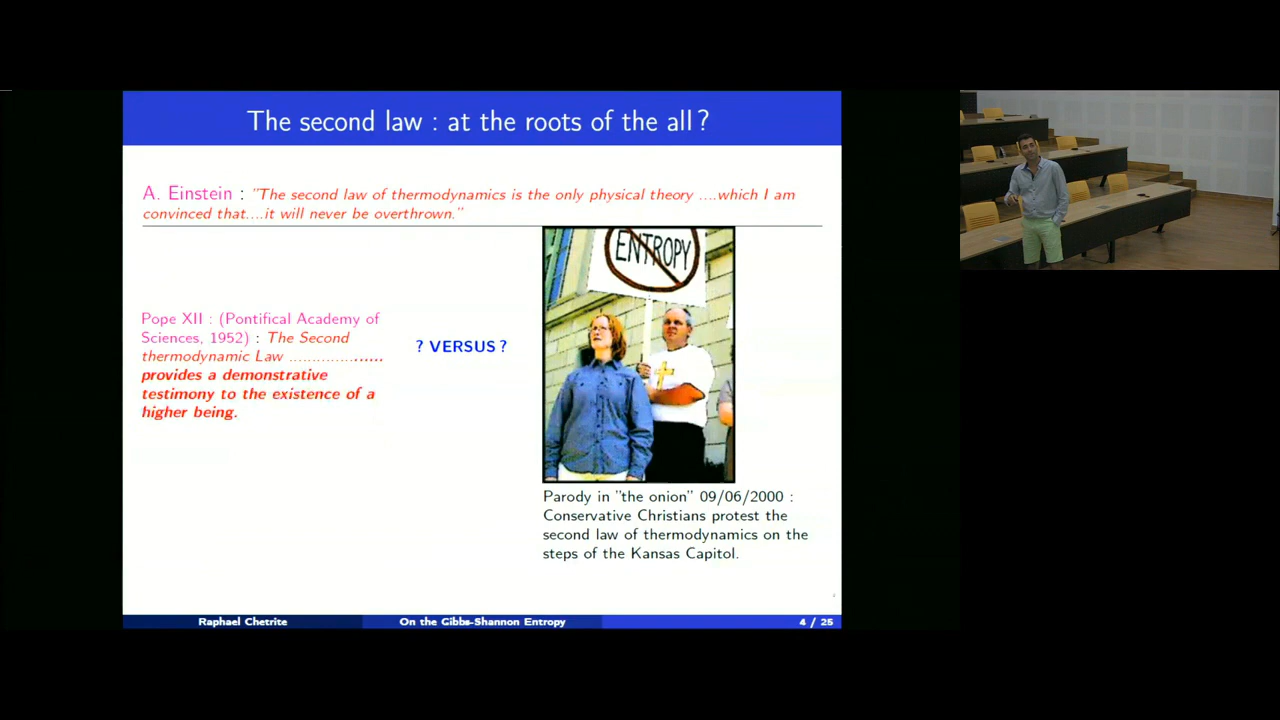 The second law : at the roots of the all ?
A. Einstein : "The second law of thermodynamics is the only physical theory ....which I am
convinced that....it will never be overthrown."
ENTROPY
Pope XII : (Pontifical Academy of
Sciences, 1952) : The Second
thermodynamic Law ....................
provides a demonstrative
testimony to the existence of a
higher being.
? VERSUS ?
Parody in "the onion" 09/06/2000 :
Conservative Christians protest the
second law of thermodynamics on the
steps of the Kansas Capitol.
Raphael Chetrite
On the Gibbs-Shannon Entropy
4 / 25